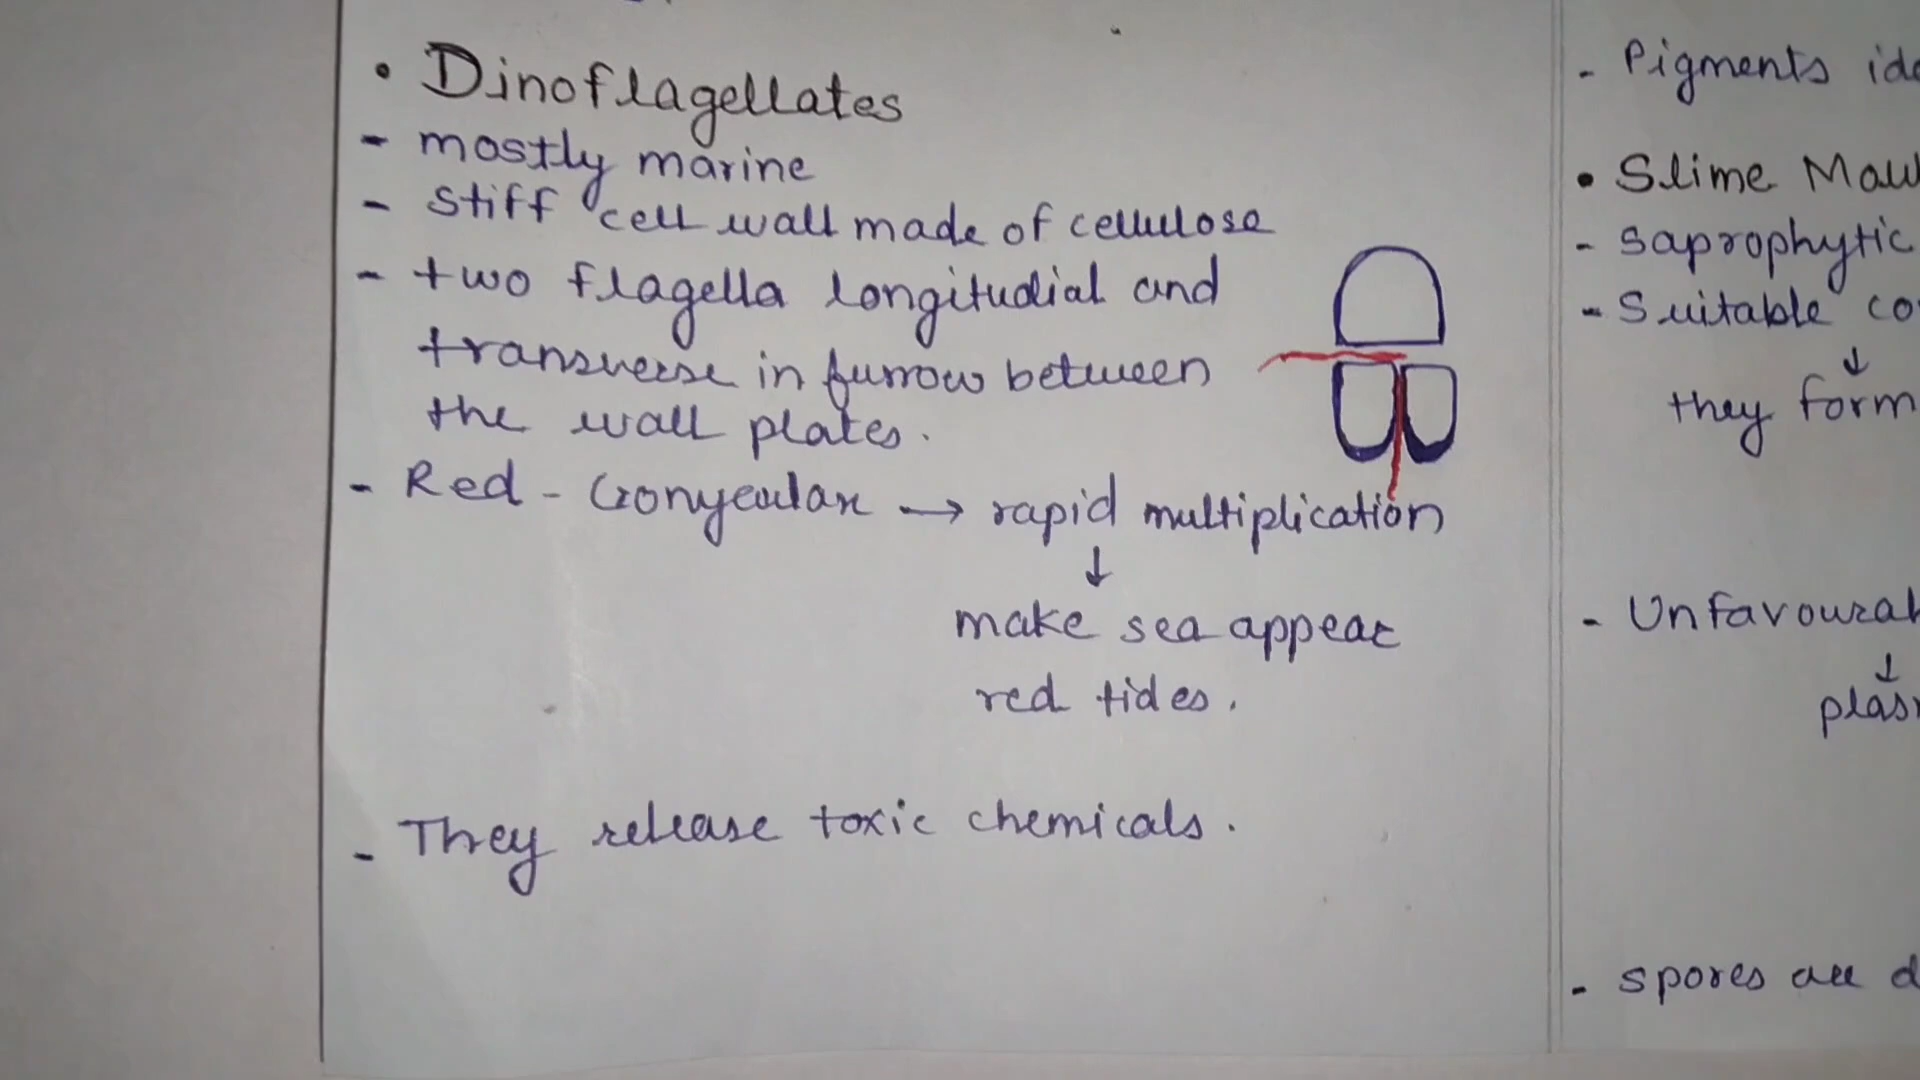 • Dinoflagellates
- mostly marine
- stiff cell wall made of cellulose
- two flagella longitudial and
transverse in furrow between
the wall plates.
- Red - Gonyeulax → rapid multiplication
↓
make sea appear
red tides.
- They release toxic chemicals.
- Pigments
• Slime
- saprophytic
- Suitable
↓
they form
-
↓
- spores are